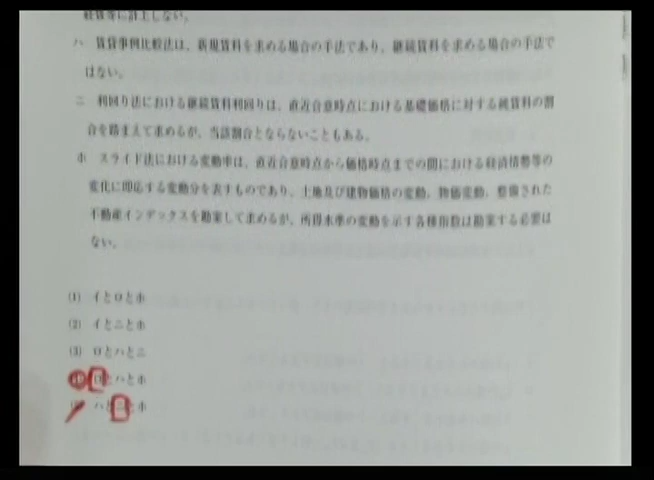 経費等に計上しない。
ハ 賃貸事例比較法は、新規賃料を求める場合の手法であり、継続賃料を求める場合の手法で
はない。
ニ 利回り法における継続賃料利回りは、直近合意時点における基礎価格に対する純賃料の割
合を踏まえて求めるが、当該割合とならないこともある。
ホ スライド法における変動率は、直近合意時点から価格時点までの間における経済情勢等の
変化に即応する変動分を表すものであり、土地及び建物価格の変動、物価変動、整備された
不動産インデックスを勘案して求めるが、所得水準の変動を示す各種指数は勘案する必要は
ない。
(1) イとロとホ
(2) イとニとホ
(3) ロとハとニ
(4) ロとハとホ
ハとニとホ